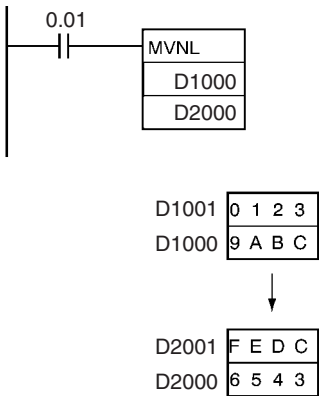 0.01
MVNL
D1000
D2000
D1001 0 1 2 3
D1000 9 A B C
D2001 F E D C
D2000 6 5 4 3